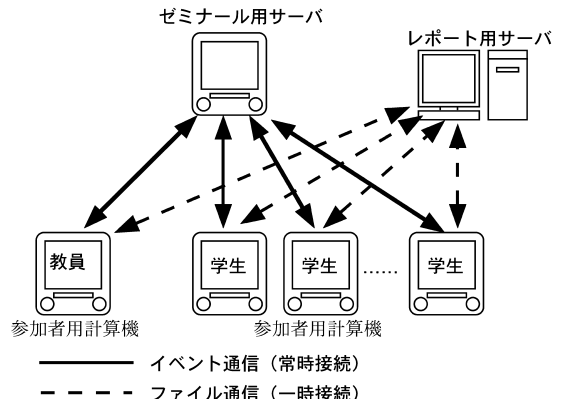 ゼミナール用サーバ
レポート用サーバ
教員
学生
学生
......
学生
参加者用計算機
参加者用計算機
イベント通信（常時接続）
ファイル通信（一時接続）